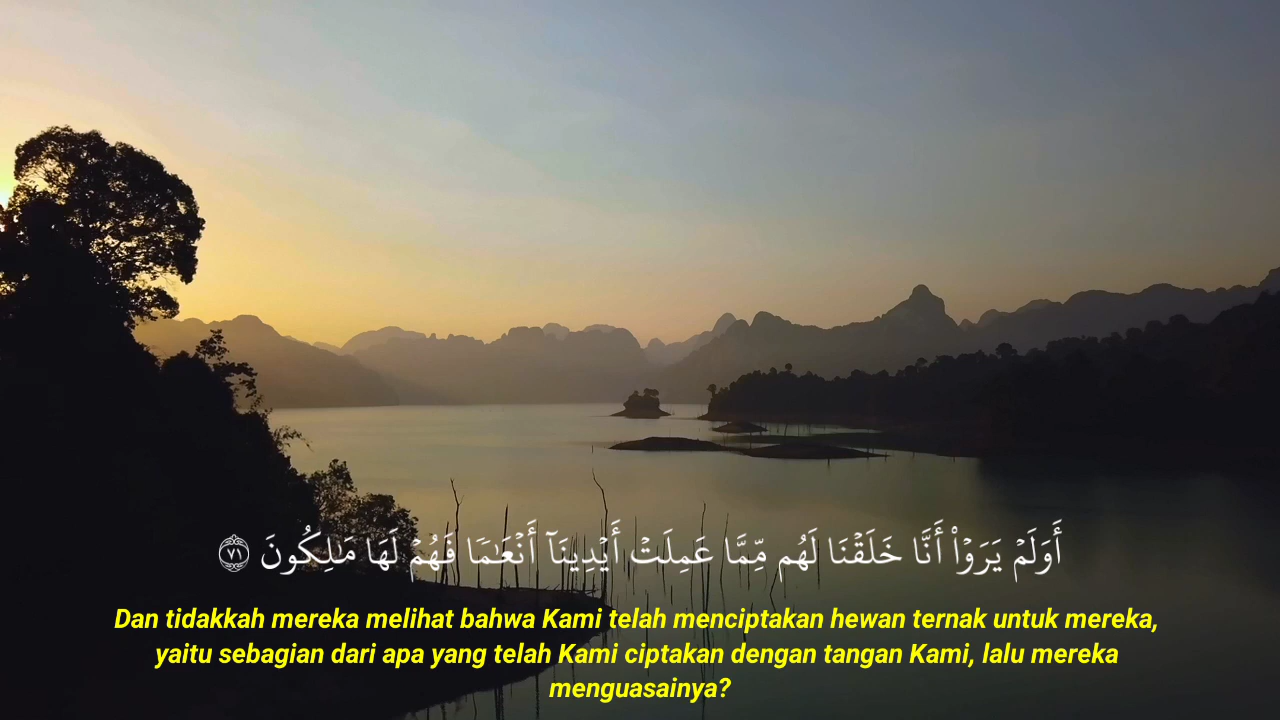 أَوَلَمۡ يَرَوۡاْ أَنَّا خَلَقۡنَا لَهُم مِّمَّا عَمِلَتۡ أَيۡدِينَآ أَنۡعَٰمٗا فَهُمۡ لَهَا مَٰلِكُونَ ٧١
Dan tidakkah mereka melihat bahwa Kami telah menciptakan hewan ternak untuk mereka,
yaitu sebagian dari apa yang telah Kami ciptakan dengan tangan Kami, lalu mereka
menguasainya?